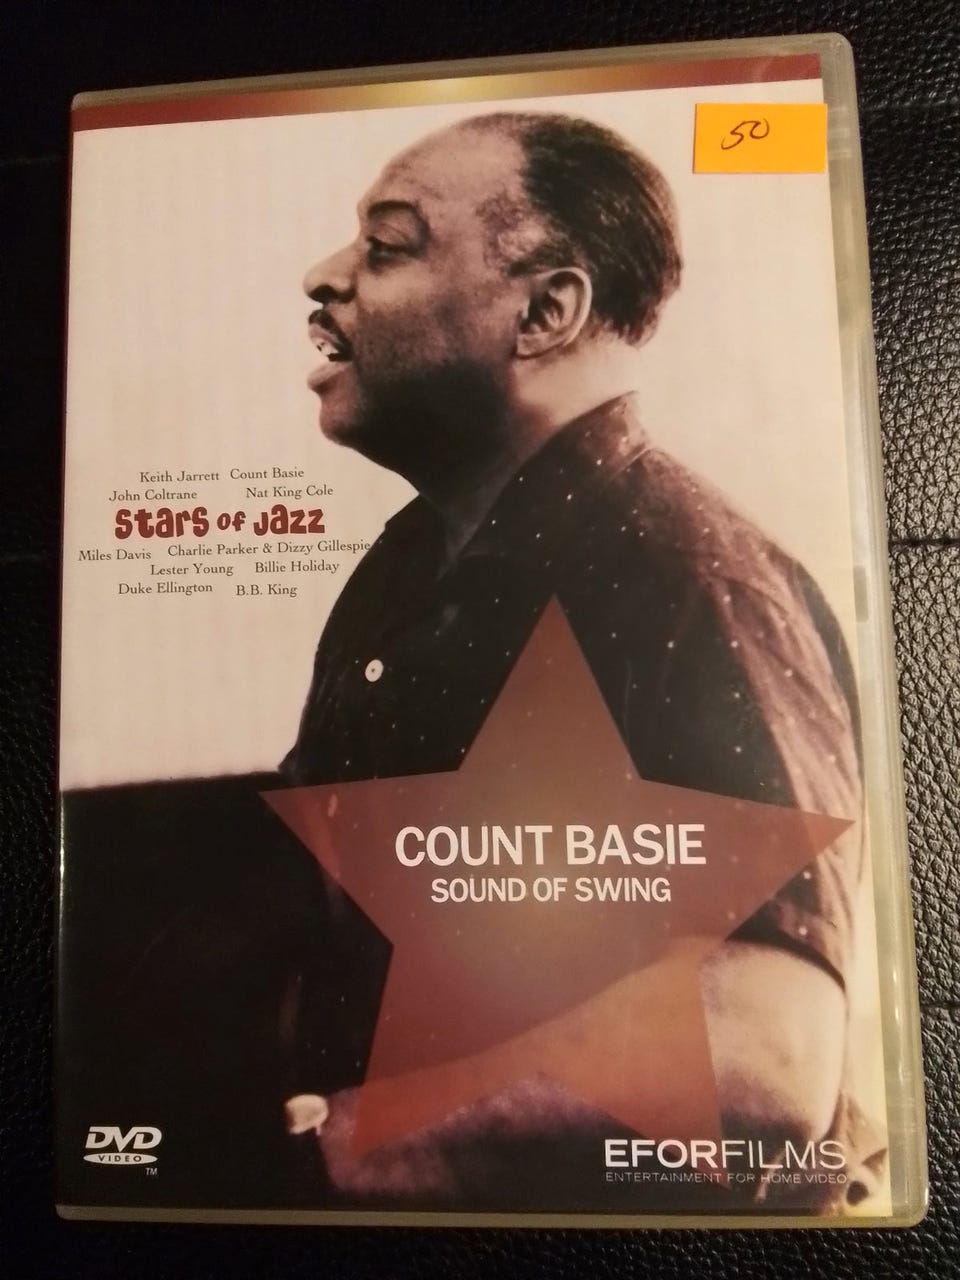 50
Keith Jarrett Count Basie
John Coltrane Nat King Cole
Stars of Jazz
Miles Davis Charlie Parker & Dizzy Gillespie
Lester Young Billie Holiday
Duke Ellington B.B. King
COUNT BASIE
SOUND OF SWING
DVD
VIDEO
TM
EFORFILMS
ENTERTAINMENT FOR HOME VIDEO